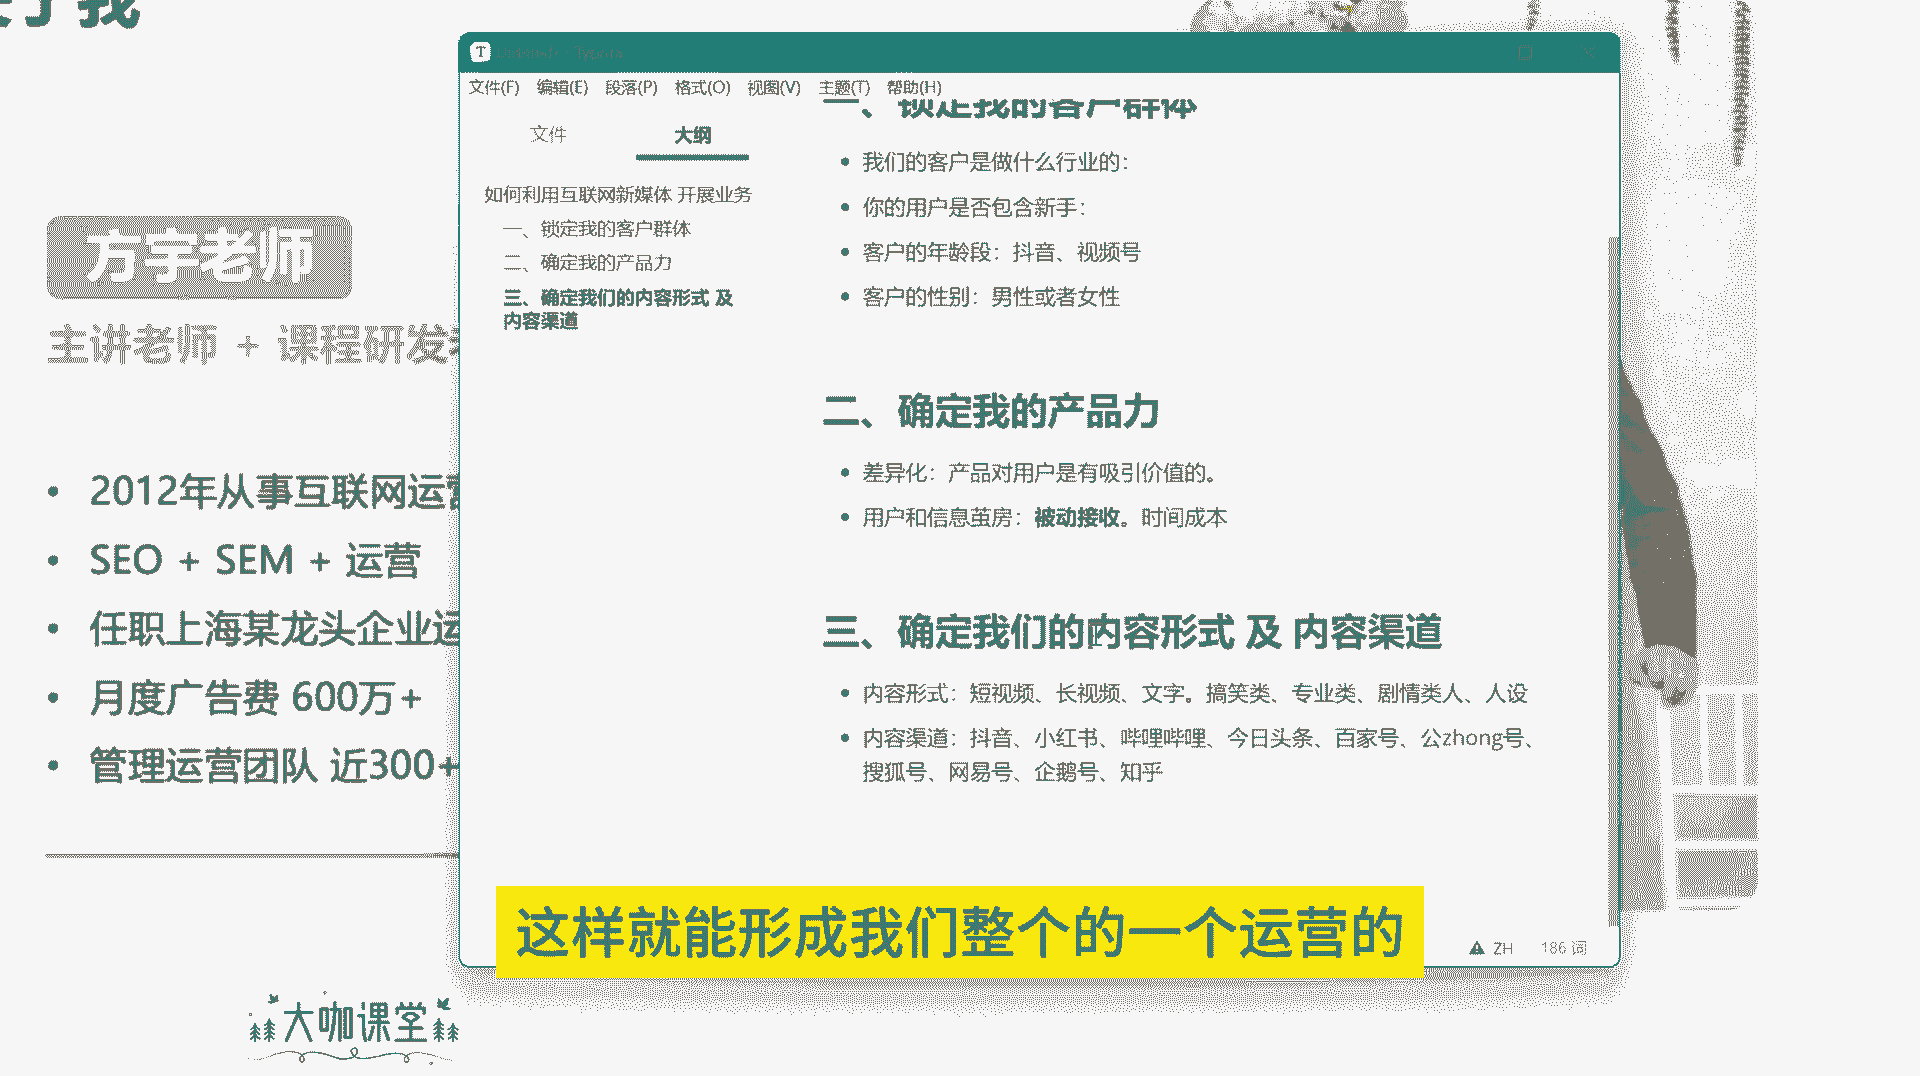 我
方宇老师
主讲老师 + 课程研发
2012年从事互联网运营
SEO + SEM + 运营
任职上海某龙头企业运
月度广告费 600万+
管理运营团队 近300+
大咖课堂
文件(F) 编辑(E) 段落(P) 格式(O) 视图(V) 主题(T) 帮助(H)
文件 大纲
如何利用互联网新媒体 开展业务
一、锁定我的客户群体
二、确定我的产品力
三、确定我们的内容形式 及
内容渠道
一、锁定我的客户群体
我们的客户是做什么行业的：
你的用户是否包含新手：
客户的年龄段：抖音、视频号
客户的性别：男性或者女性
二、确定我的产品力
差异化：产品对用户是有吸引价值的。
用户和信息茧房：被动接收。时间成本
三、确定我们的内容形式 及 内容渠道
内容形式：短视频、长视频、文字。搞笑类、专业类、剧情类人、人设
内容渠道：抖音、小红书、哔哩哔哩、今日头条、百家号、公zhong号、
搜狐号、网易号、企鹅号、知乎
ZH 186 词
这样就能形成我们整个的一个运营的